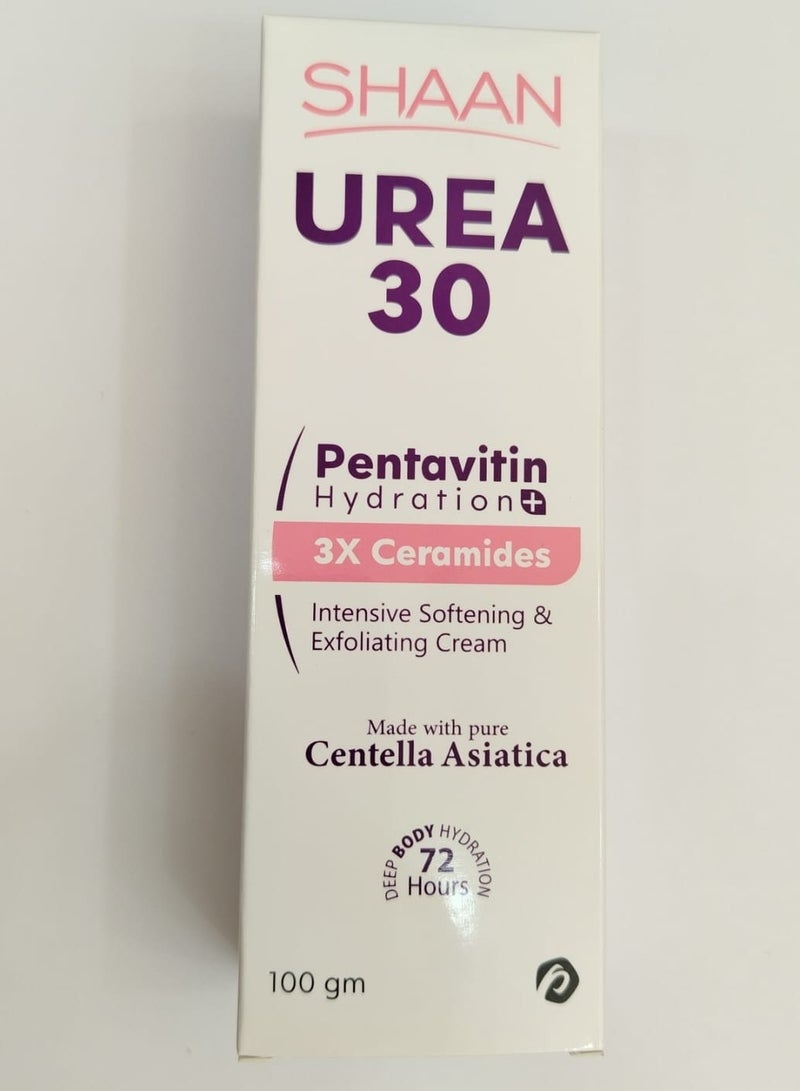 SHAAN
UREA
30
Pentavitin
Hydration+
3X Ceramides
Intensive Softening &
Exfoliating Cream
Made with pure
Centella Asiatica
DEEP BODY HYDRATION
72
Hours
100 gm